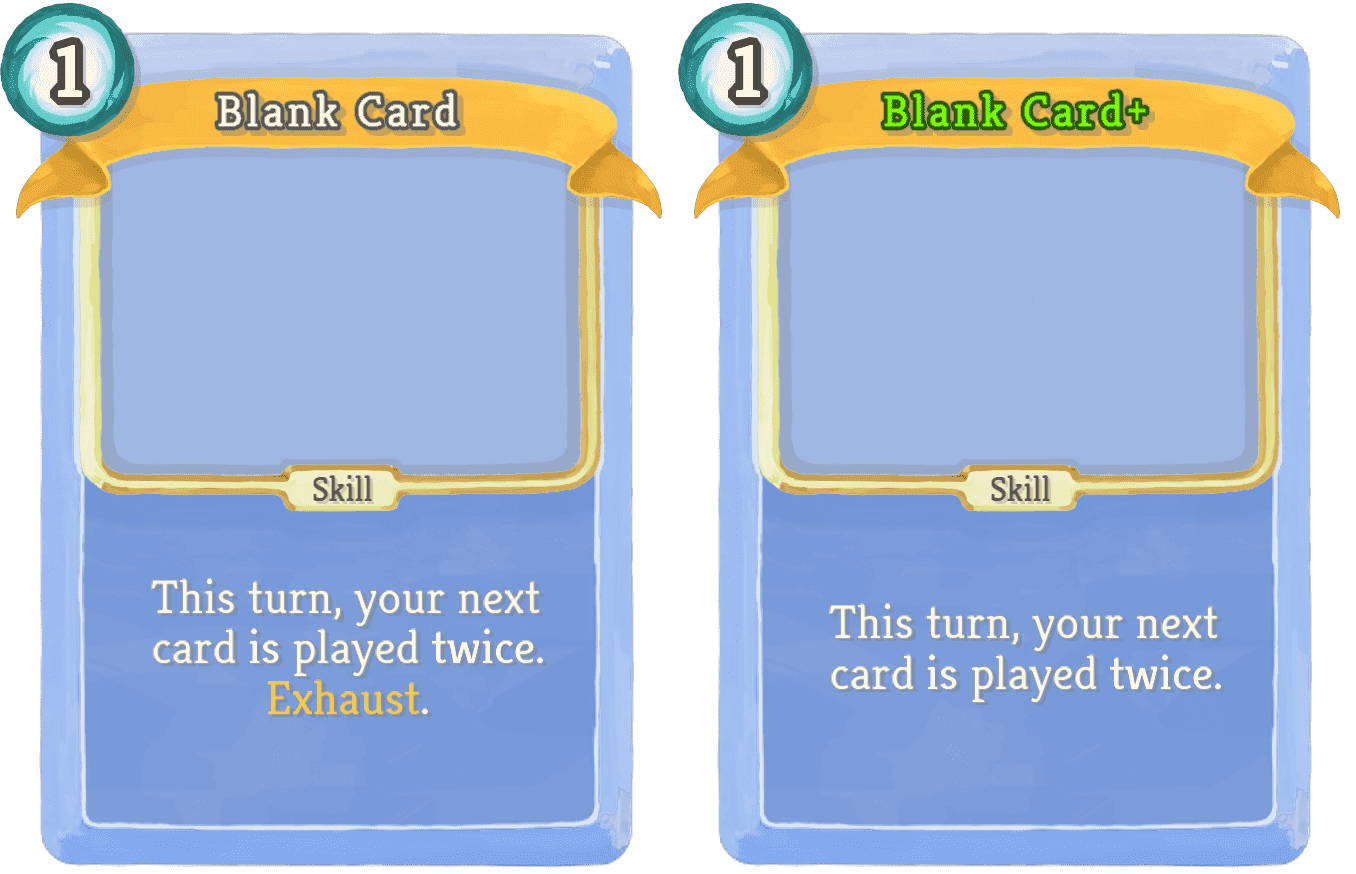 1
Blank Card
Skill
This turn, your next
card is played twice.
Exhaust.
1
Blank Card+
Skill
This turn, your next
card is played twice.